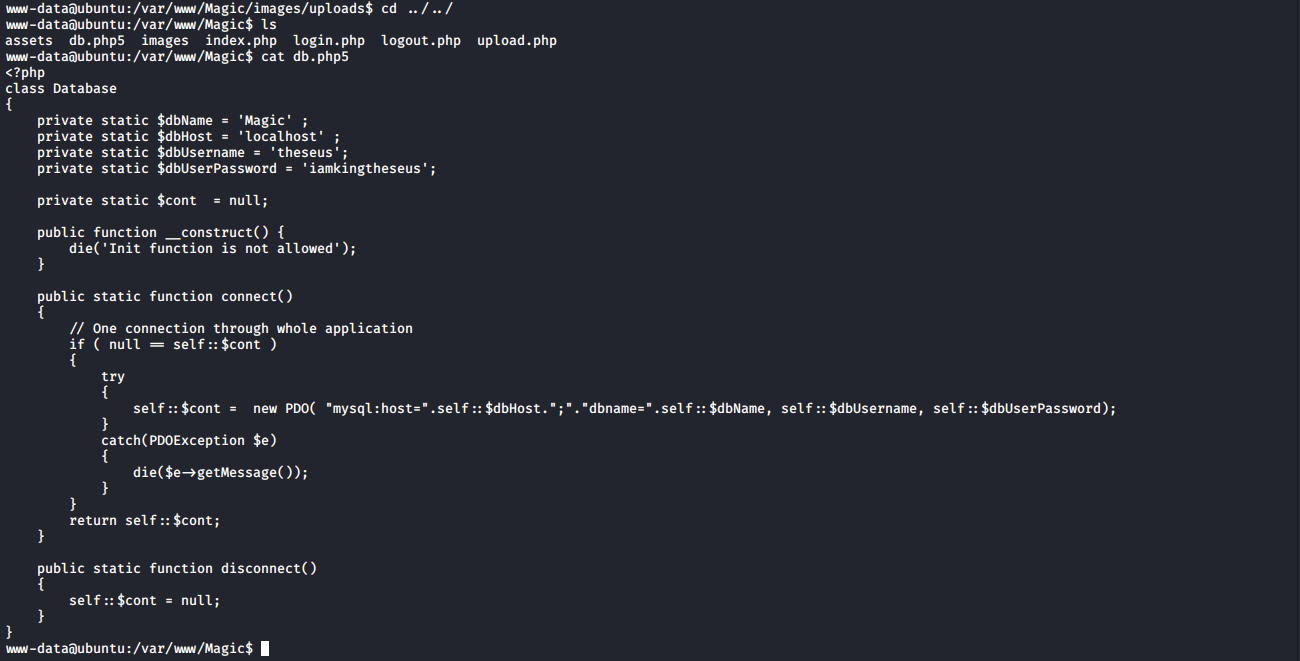 www-data@ubuntu:/var/www/Magic/images/uploads$ cd ../../
www-data@ubuntu:/var/www/Magic$ ls
assets  db.php5  images  index.php  login.php  logout.php  upload.php
www-data@ubuntu:/var/www/Magic$ cat db.php5
<?php
class Database
{
    private static $dbName = 'Magic' ;
    private static $dbHost = 'localhost' ;
    private static $dbUsername = 'theseus';
    private static $dbUserPassword = 'iamkingtheseus';

    private static $cont  = null;

    public function __construct() {
        die('Init function is not allowed');
    }

    public static function connect()
    {
        // One connection through whole application
        if ( null == self::$cont )
        {
            try
            {
                self::$cont =  new PDO( "mysql:host=".self::$dbHost.";"."dbname=".self::$dbName, self::$dbUsername, self::$dbUserPassword);
            }
            catch(PDOException $e)
            {
                die($e->getMessage());
            }
        }
        return self::$cont;
    }

    public static function disconnect()
    {
        self::$cont = null;
    }
}
www-data@ubuntu:/var/www/Magic$